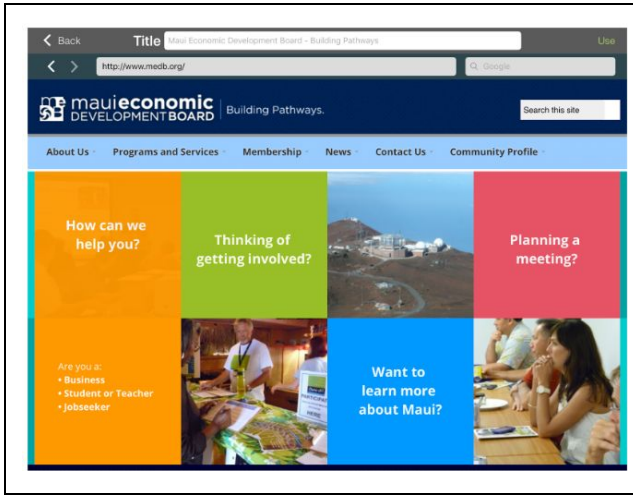 Back
Title
Maui Economic Development Board - Building Pathways
Use
http://www.medb.org/
Google
mauieconomic
DEVELOPMENTBOARD
Building Pathways.
Search this site
About Us
Programs and Services
Membership
News
Contact Us
Community Profile
How can we
help you?
Thinking of
getting involved?
Planning a
meeting?
Are you a:
• Business
• Student or Teacher
• Jobseeker
Want to
learn more
about Maui?